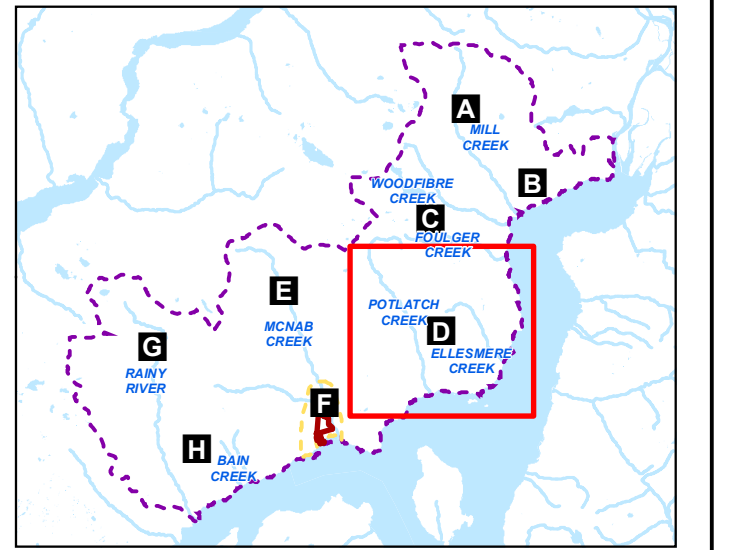 A
MILL
CREEK
B
WOODFIBRE
CREEK
C
FOULGER
CREEK
E
POTLATCH
CREEK
D
MCNAB
CREEK
G
ELLESMERE
CREEK
RAINY
RIVER
F
H
BAIN
CREEK